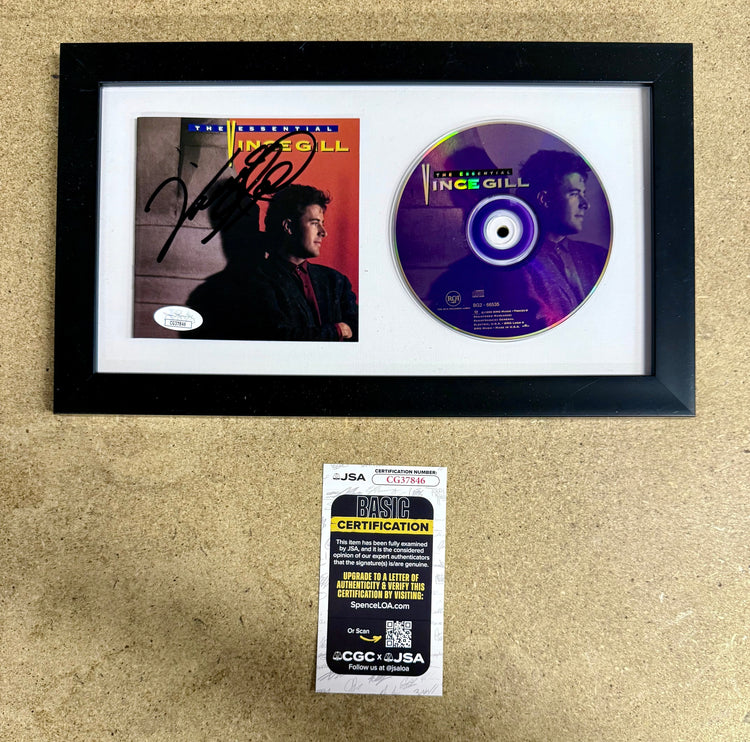 THE ESSENTIAL
VINCE GILL
CG37846
THE ESSENTIAL
VINCE GILL
RCA
BG2 - 66535
JSA
CERTIFICATION NUMBER:
CG37846
BASIC
CERTIFICATION
This item has been fully examined
by JSA, and it is the considered
opinion of our expert authenticators
that the signature(s) is/are genuine.
UPGRADE TO A LETTER OF
AUTHENTICITY & VERIFY THIS
CERTIFICATION BY VISITING:
SpenceLOA.com
Or Scan
CGC x JSA
Follow us at @jsaloa